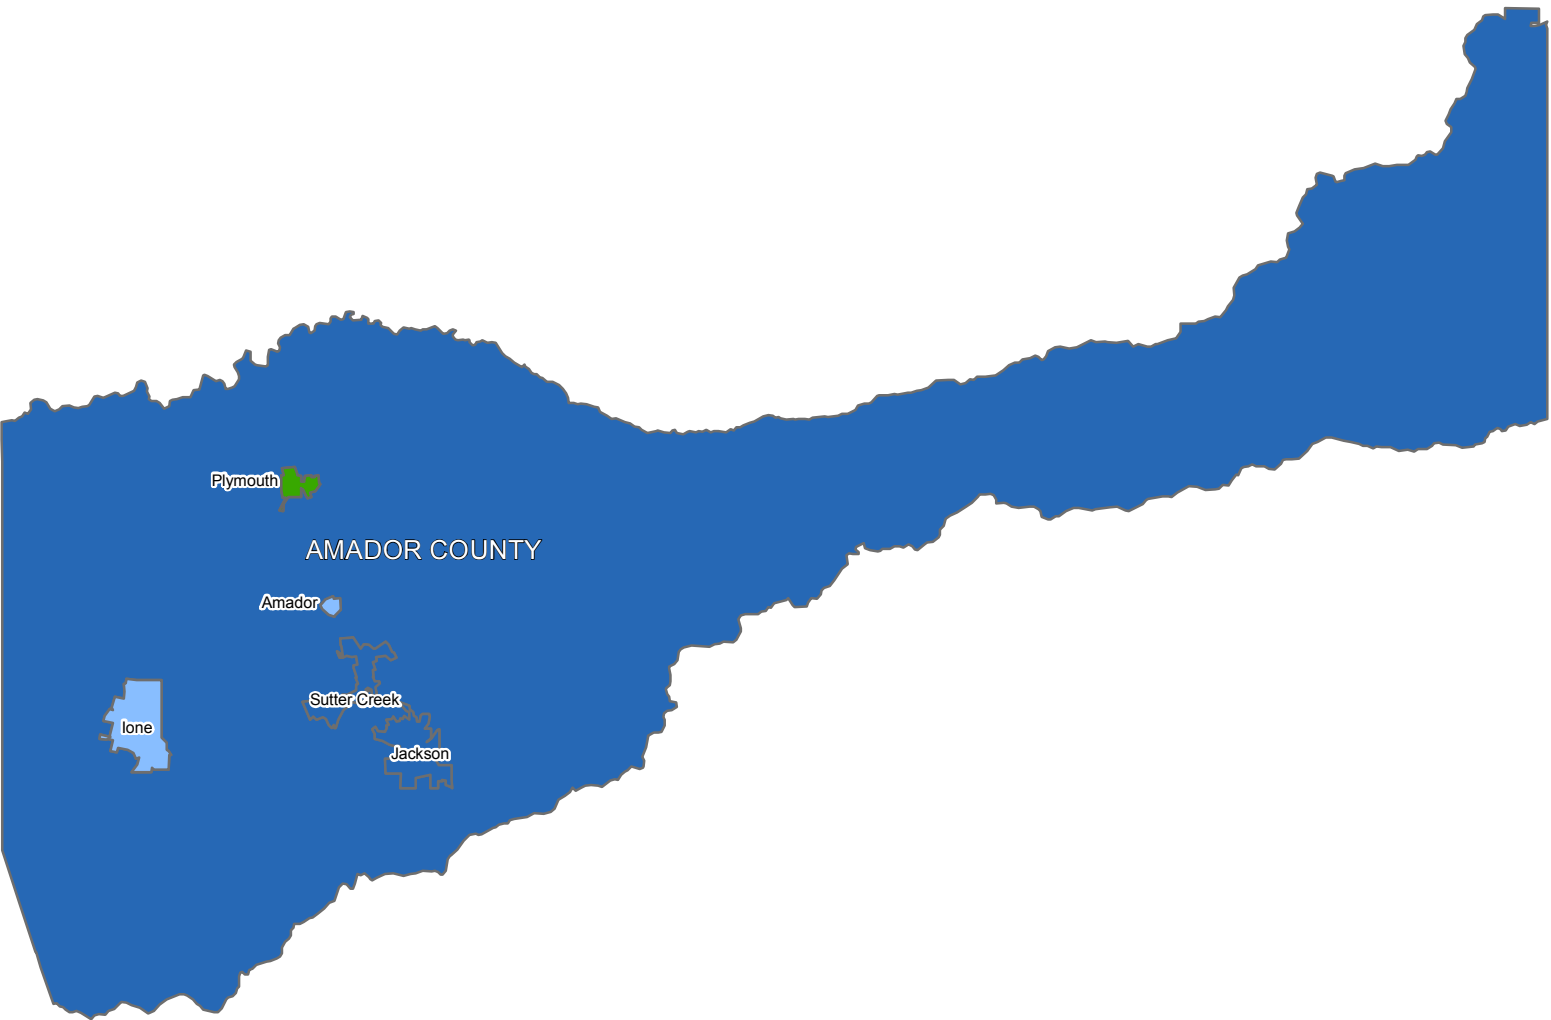 Plymouth
AMADOR COUNTY
Amador
Sutter Creek
Ione
Jackson